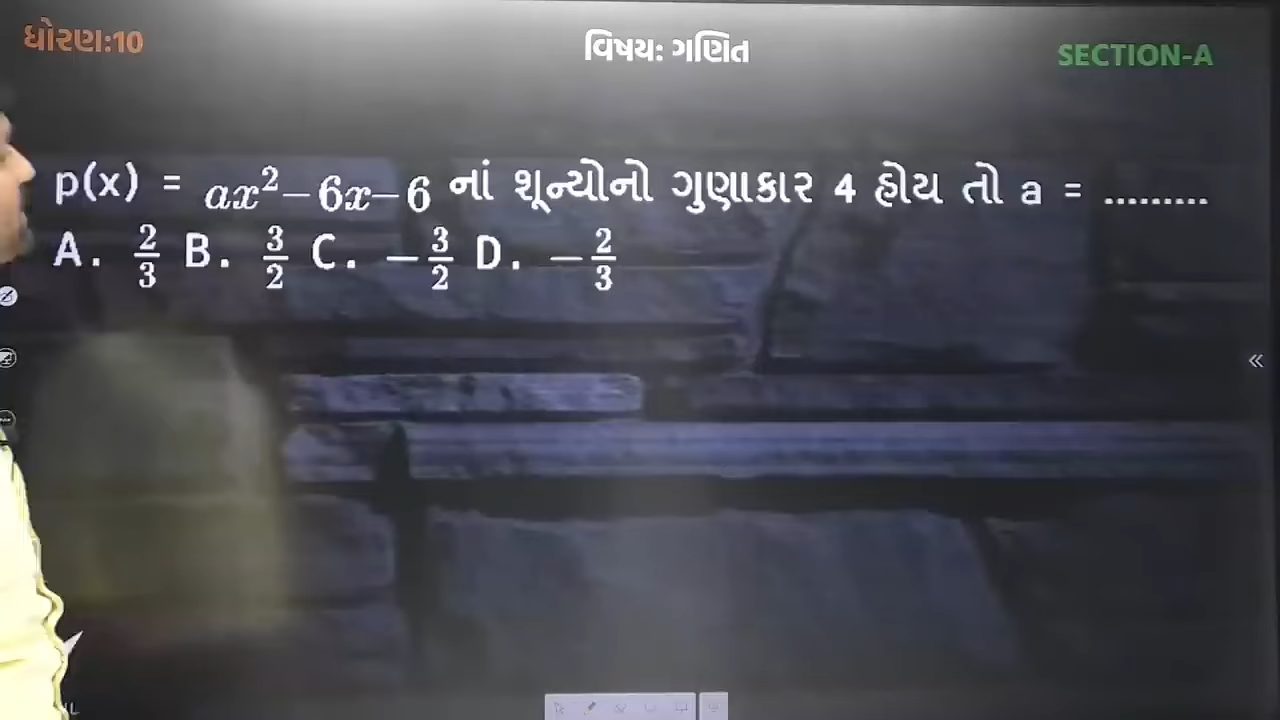 ધોરણ:10
વિષય: ગણિત
SECTION-A
p(x) = ax²−6x−6 નાં શૂન્યોનો ગુણાકાર 4 હોય તો a = .........
A. 2/3 B. 3/2 C. −3/2 D. −2/3